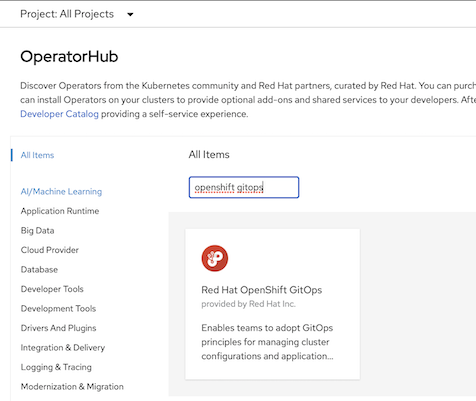 Project: All Projects
OperatorHub
Discover Operators from the Kubernetes community and Red Hat partners, curated by Red Hat. You can purch
can install Operators on your clusters to provide optional add-ons and shared services to your developers. Afte
Developer Catalog providing a self-service experience.
All Items
AI/Machine Learning
Application Runtime
Big Data
Cloud Provider
Database
Developer Tools
Development Tools
Drivers And Plugins
Integration & Delivery
Logging & Tracing
Modernization & Migration
All Items
openshift gitops
Red Hat OpenShift GitOps
provided by Red Hat Inc.
Enables teams to adopt GitOps
principles for managing cluster
configurations and application...